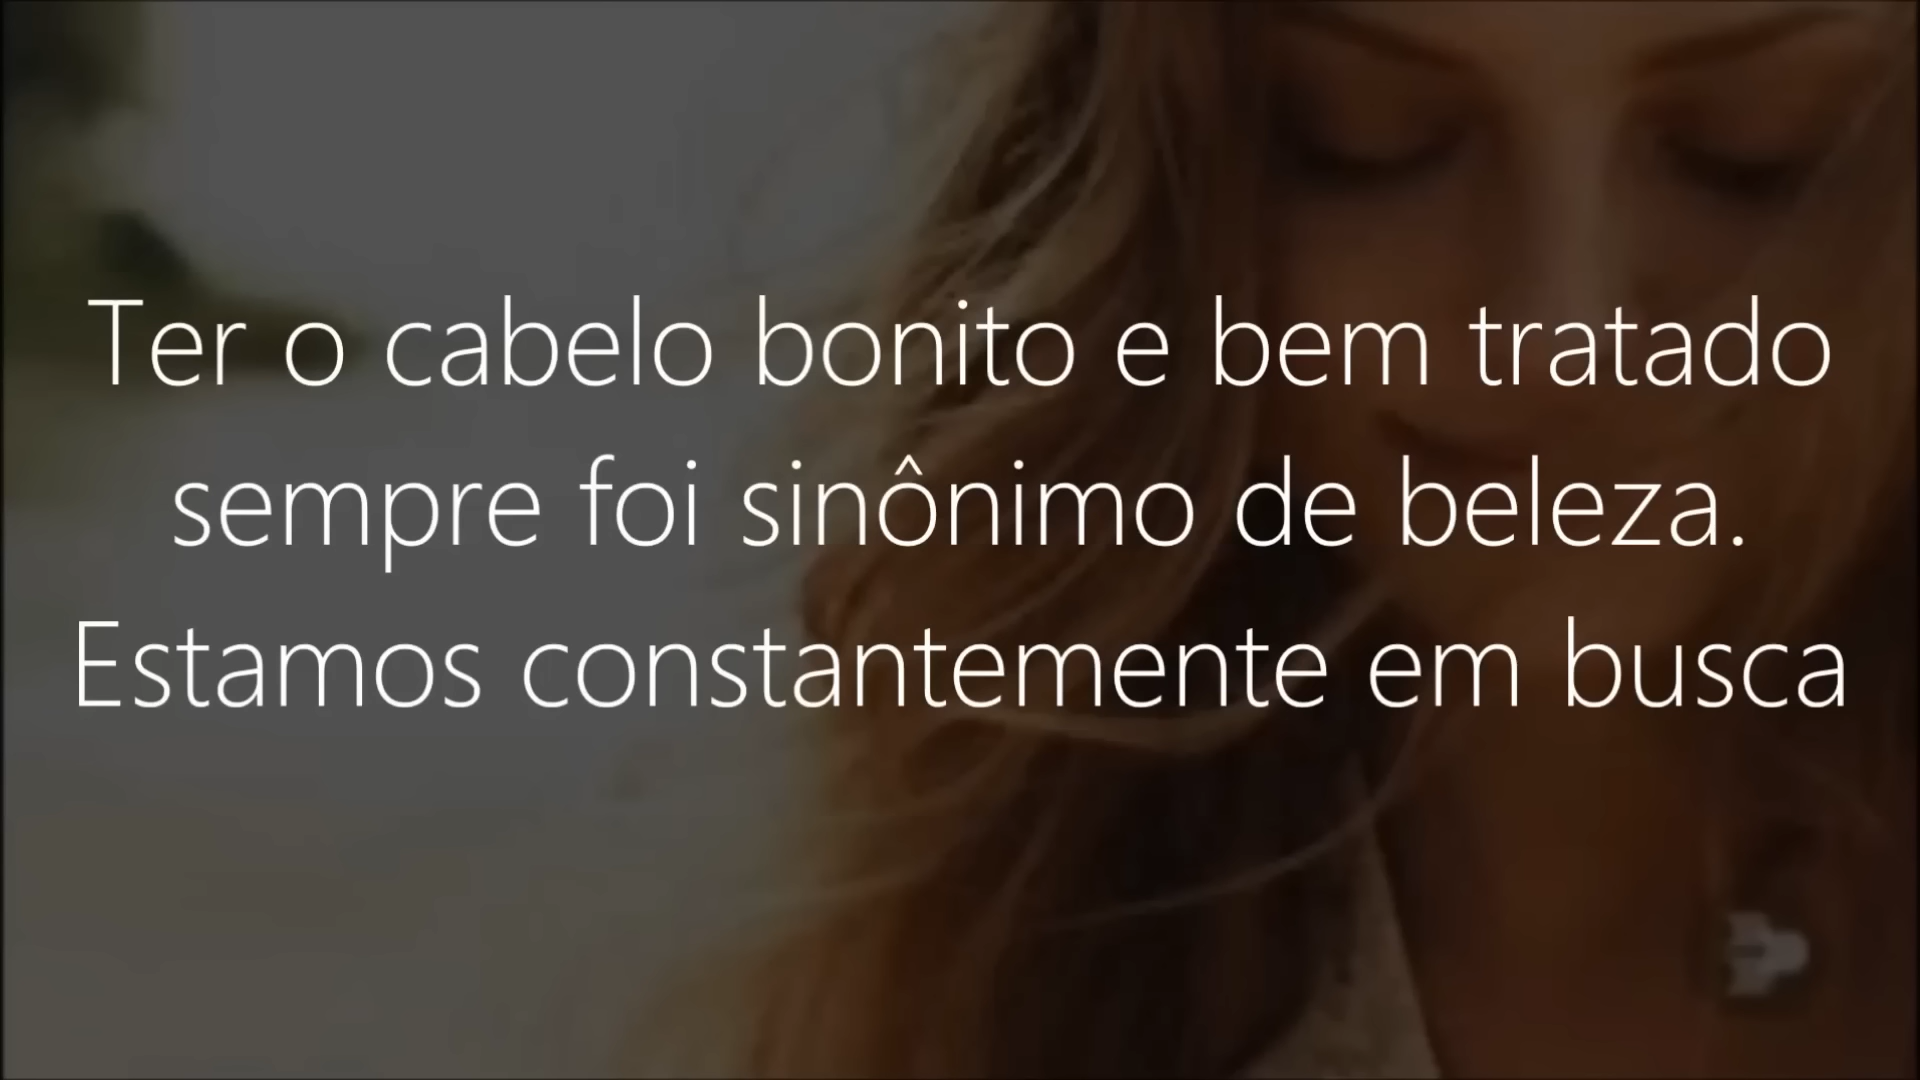 Ter o cabelo bonito e bem tratado
sempre foi sinônimo de beleza.
Estamos constantemente em busca